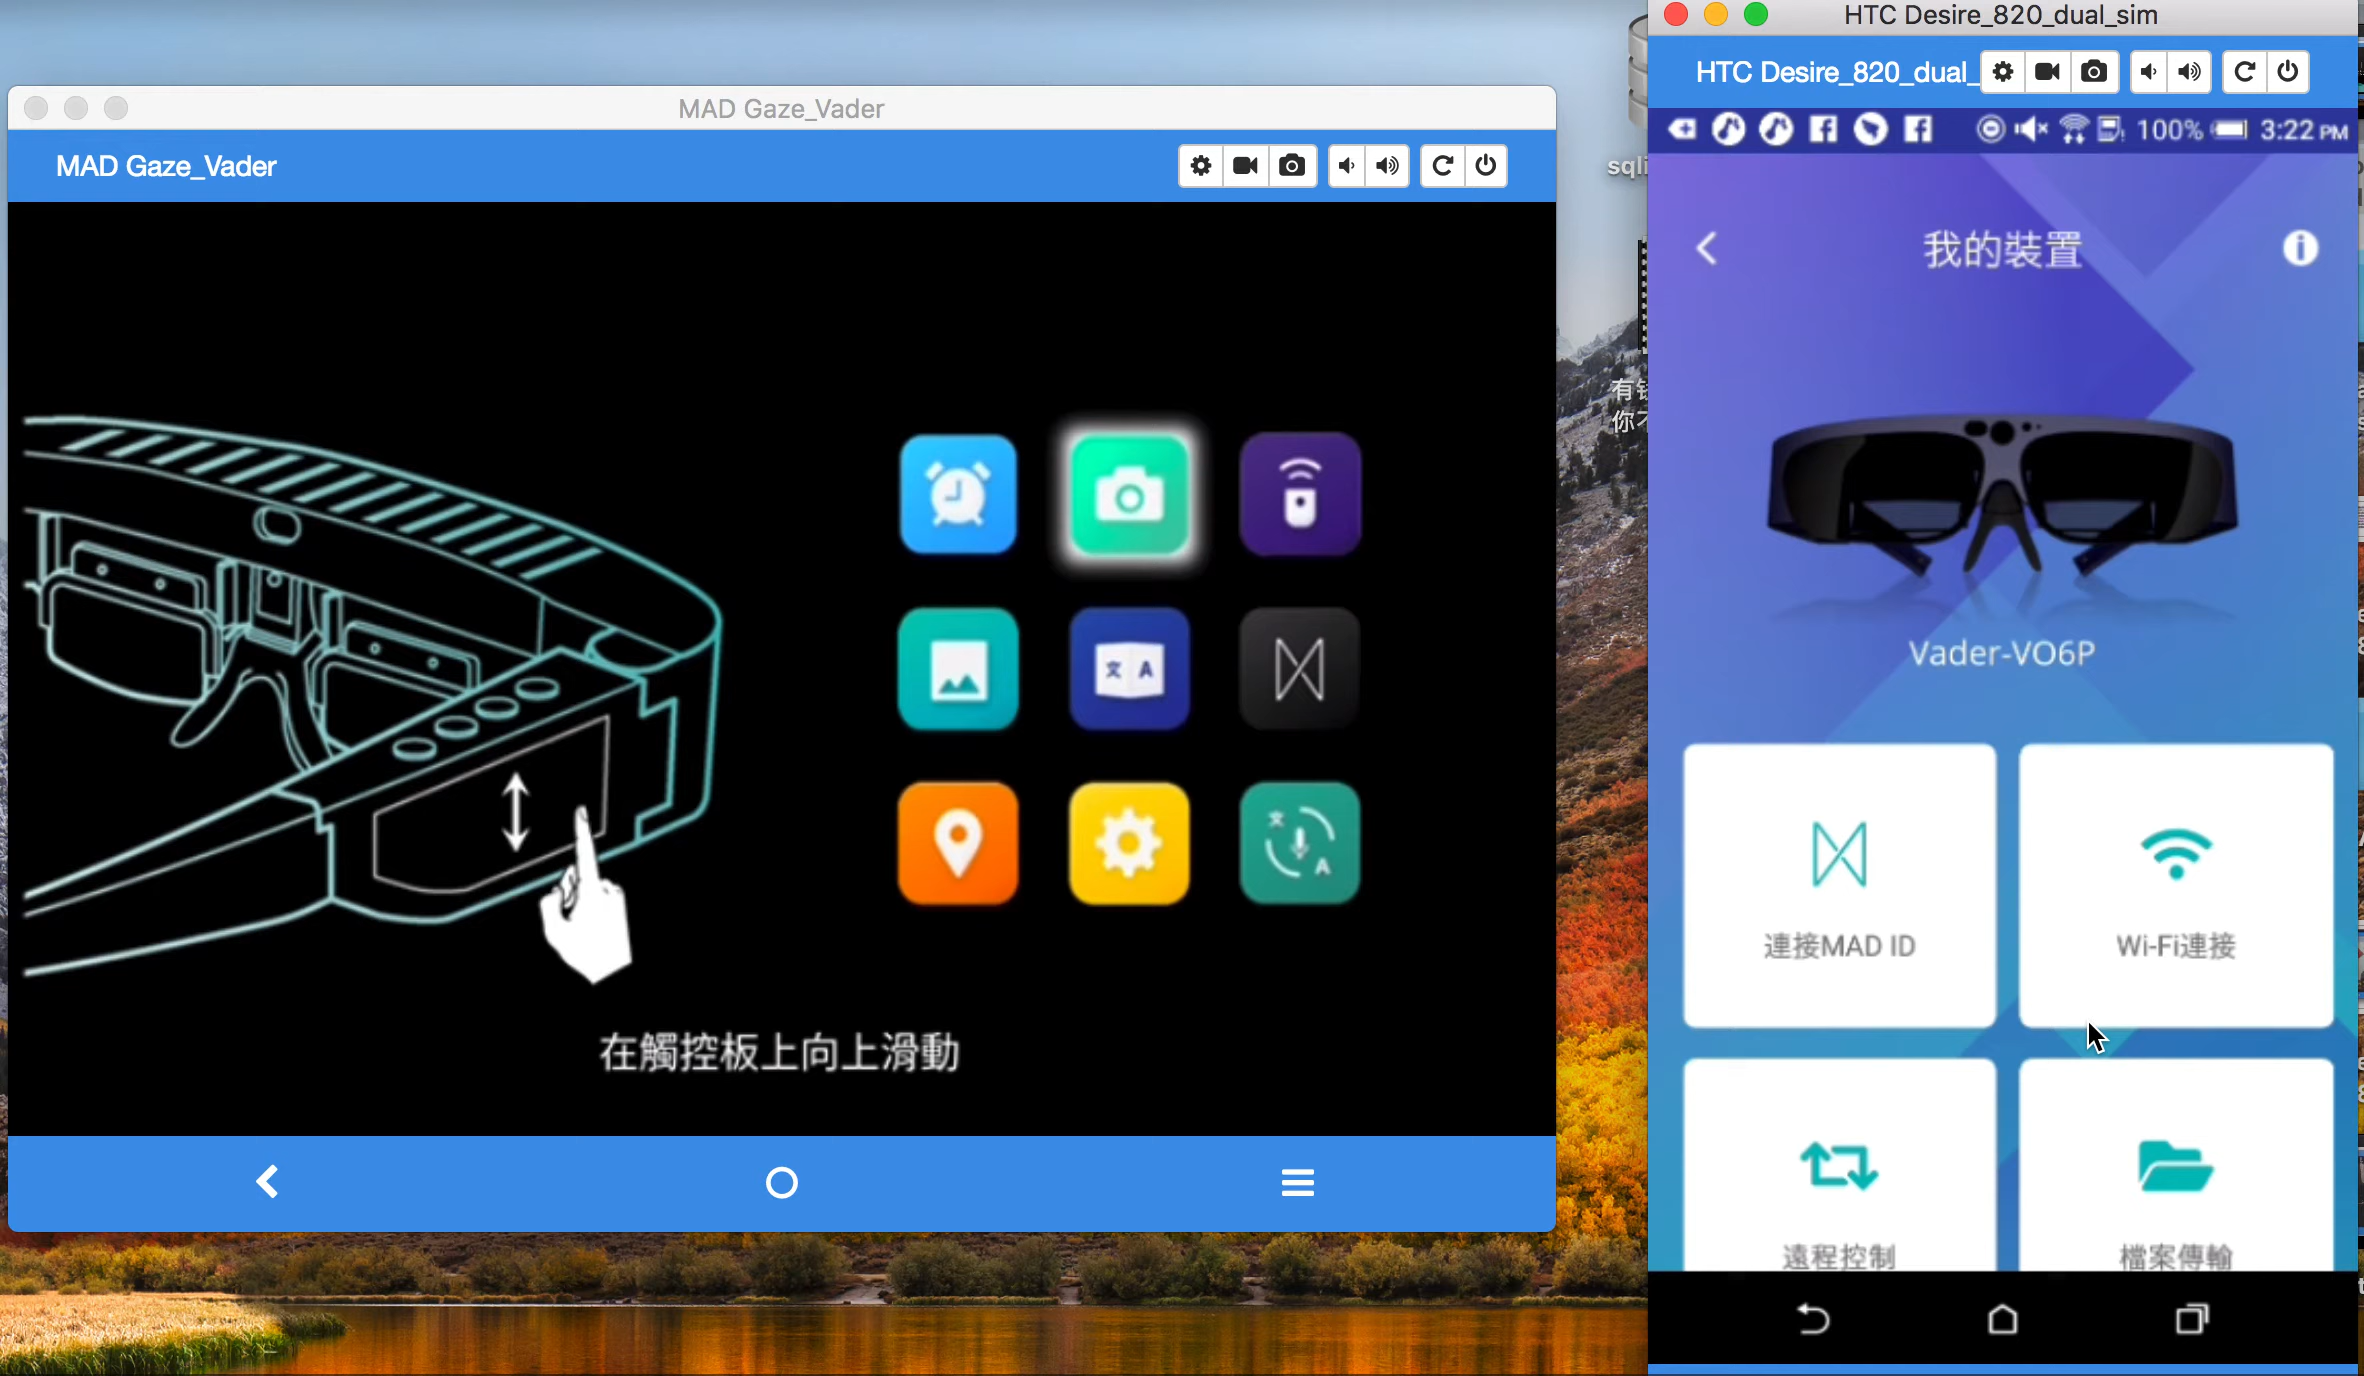 MAD Gaze_Vader
MAD Gaze_Vader
在觸控板上向上滑動
sqli
HTC Desire_820_dual_sim
HTC Desire_820_dual_
100% 3:22 PM
我的裝置
Vader-VO6P
連接MAD ID
Wi-Fi連接
遠程控制
檔案傳輸